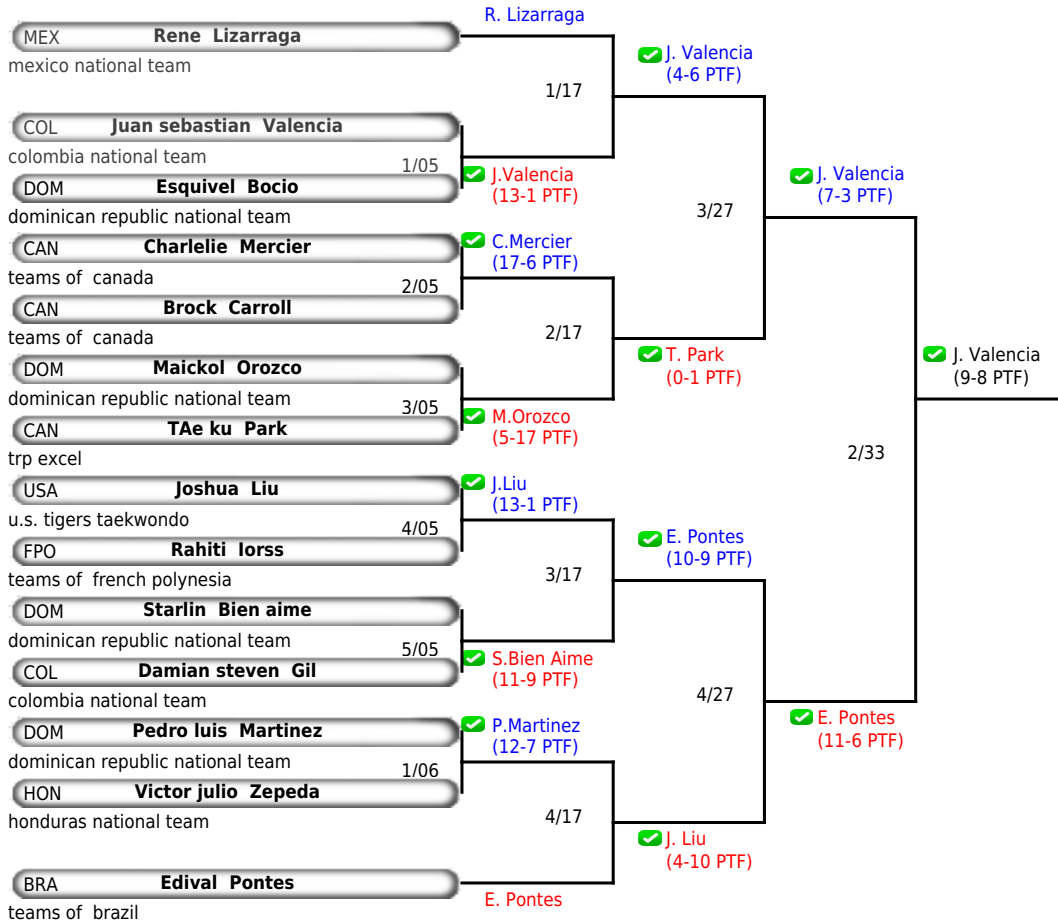 R. Lizarraga
MEX Rene Lizarraga
mexico national team
J. Valencia
(4-6 PTF)
1/17
COL Juan sebastian Valencia
colombia national team
1/05
DOM Esquivel Bocio
dominican republic national team
J.Valencia
(13-1 PTF)
J. Valencia
(7-3 PTF)
3/27
CAN Charlelie Mercier
teams of canada
C.Mercier
(17-6 PTF)
2/05
CAN Brock Carroll
teams of canada
2/17
DOM Maickol Orozco
dominican republic national team
T. Park
(0-1 PTF)
J. Valencia
(9-8 PTF)
3/05
CAN TAe ku Park
trp excel
M.Orozco
(5-17 PTF)
2/33
USA Joshua Liu
u.s. tigers taekwondo
J.Liu
(13-1 PTF)
4/05
FPO Rahiti Iorss
teams of french polynesia
E. Pontes
(10-9 PTF)
3/17
DOM Starlin Bien aime
dominican republic national team
5/05
COL Damian steven Gil
colombia national team
S.Bien Aime
(11-9 PTF)
4/27
DOM Pedro luis Martinez
dominican republic national team
P.Martinez
(12-7 PTF)
E. Pontes
(11-6 PTF)
1/06
HON Victor julio Zepeda
honduras national team
4/17
J. Liu
(4-10 PTF)
BRA Edival Pontes
teams of brazil
E. Pontes